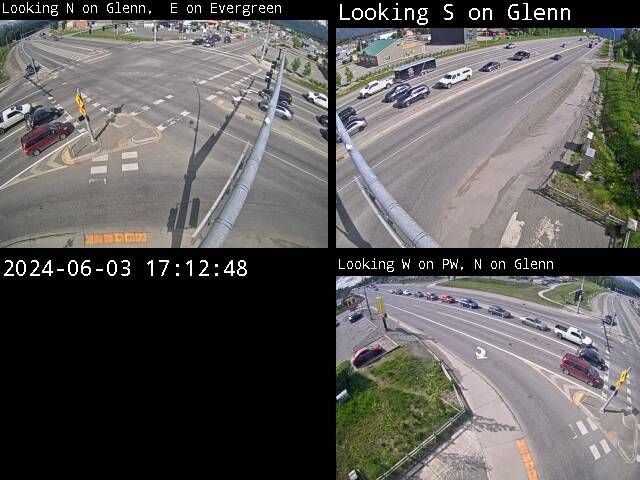 Looking N on Glenn, E on Evergreen
Looking S on Glenn
2024-06-03 17:12:48
Looking W on PW, N on Glenn